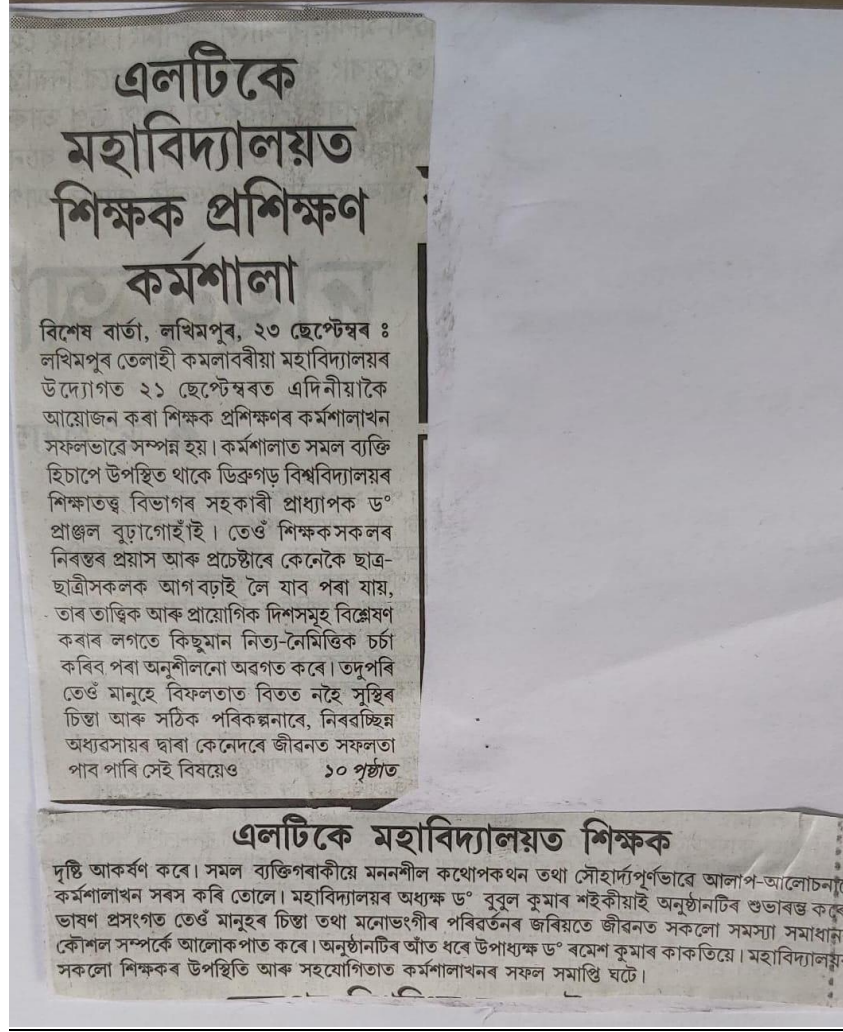 এলটিকে
মহাবিদ্যালয়ত
শিক্ষক প্ৰশিক্ষণ
কৰ্মশালা
বিশেষ বাৰ্তা, লখিমপুৰ, ২৩ ছেপ্টেম্বৰ ঃ
লখিমপুৰ তেলাহী কমলাবৰীয়া মহাবিদ্যালয়ৰ
উদ্যোগত ২১ ছেপ্টেম্বৰত এদিনীয়াকৈ
আয়োজন কৰা শিক্ষক প্ৰশিক্ষণৰ কৰ্মশালাখন
সফলভাৱে সম্পন্ন হয়। কৰ্মশালাত সমল ব্যক্তি
হিচাপে উপস্থিত থাকে ডিব্ৰুগড় বিশ্ববিদ্যালয়ৰ
শিক্ষাতত্ত্ব বিভাগৰ সহকাৰী প্ৰাধ্যাপক ড°
প্ৰাঞ্জল বুঢ়াগোহাঁই। তেওঁ শিক্ষকসকলৰ
নিৰন্তৰ প্ৰয়াস আৰু প্ৰচেষ্টাৰে কেনেকৈ ছাত্ৰ-
ছাত্ৰীসকলক আগবঢ়াই লৈ যাব পৰা যায়,
তাৰ তাত্ত্বিক আৰু প্ৰায়োগিক দিশসমূহ বিশ্লেষণ
কৰাৰ লগতে কিছুমান নিত্য-নৈমিত্তিক চৰ্চা
কৰিব পৰা অনুশীলনো অৱগত কৰে। তদুপৰি
তেওঁ মানুহে বিফলতাত বিতত নহৈ সুস্থিৰ
চিন্তা আৰু সঠিক পৰিকল্পনাৰে, নিৰৱচ্ছিন্ন
অধ্যৱসায়ৰ দ্বাৰা কেনেদৰে জীৱনত সফলতা
পাব পাৰি সেই বিষয়েও ১০ পৃষ্ঠাত
এলটিকে মহাবিদ্যালয়ত শিক্ষক
দৃষ্টি আকৰ্ষণ কৰে। সমল ব্যক্তিগৰাকীয়ে মননশীল কথোপকথন তথা সৌহাৰ্দ্যপূৰ্ণভাৱে আলাপ-আলোচনাৰে
কৰ্মশালাখন সৰস কৰি তোলে। মহাবিদ্যালয়ৰ অধ্যক্ষ ড° বুবুল কুমাৰ শইকীয়াই অনুষ্ঠানটিৰ শুভাৰম্ভ কৰে
ভাষণ প্ৰসংগত তেওঁ মানুহৰ চিন্তা তথা মনোভংগীৰ পৰিবৰ্তনৰ জৰিয়তে জীৱনত সকলো সমস্যা সমাধান
কৌশল সম্পৰ্কে আলোকপাত কৰে। অনুষ্ঠানটিৰ আঁত ধৰে উপাধ্যক্ষ ড° ৰমেশ কুমাৰ কাকতিয়ে। মহাবিদ্যালয়ৰ
সকলো শিক্ষকৰ উপস্থিতি আৰু সহযোগিতাত কৰ্মশালাখনৰ সফল সমাপ্তি ঘটে।